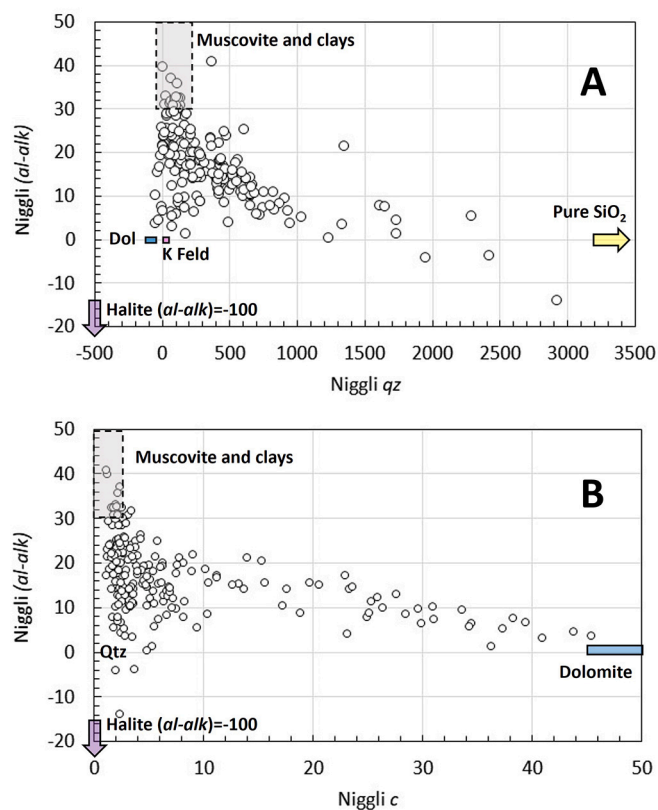 50
Muscovite and clays
40
A
30
20
10
Pure SiO₂
0
Dol
K Feld
-10
Halite (al-alk)=-100
-20
-500 0 500 1000 1500 2000 2500 3000 3500
Niggli (al-alk)
Niggli qz
50
Muscovite and clays
40
B
30
20
10
0
Qtz
Dolomite
-10
Halite (al-alk)=-100
-20
0 10 20 30 40 50
Niggli (al-alk)
Niggli c